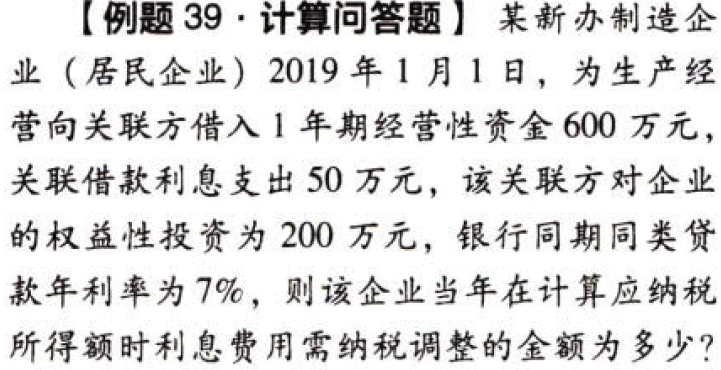 【例题 39·计算问答题】 某新办制造企
业（居民企业）2019 年 1 月 1 日，为生产经
营向关联方借入 1 年期经营性资金 600 万元，
关联借款利息支出 50 万元，该关联方对企业
的权益性投资为 200 万元，银行同期同类贷
款年利率为 7%，则该企业当年在计算应纳税
所得额时利息费用需纳税调整的金额为多少？